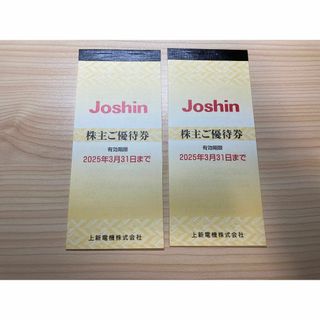 Joshin
株主ご優待券
有効期限
2025年3月31日まで
上新電機株式会社
Joshin
株主ご優待券
有効期限
2025年3月31日まで
上新電機株式会社